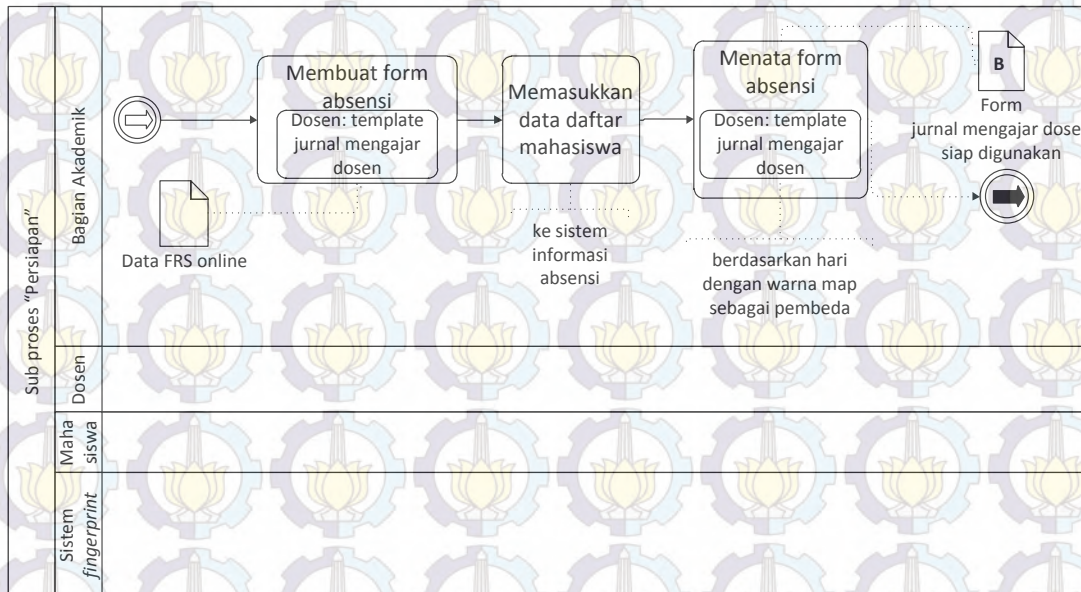 Sub proses "Persiapan"
Bagian Akademik
Membuat form
absensi
Dosen: template
jurnal mengajar
dosen
Data FRS online
Memasukkan
data daftar
mahasiswa
ke sistem
informasi
absensi
Menata form
absensi
Dosen: template
jurnal mengajar
dosen
berdasarkan hari
dengan warna map
sebagai pembeda
B
Form
jurnal mengajar dose
siap digunakan
Dosen
Maha
siswa
Sistem
fingerprint